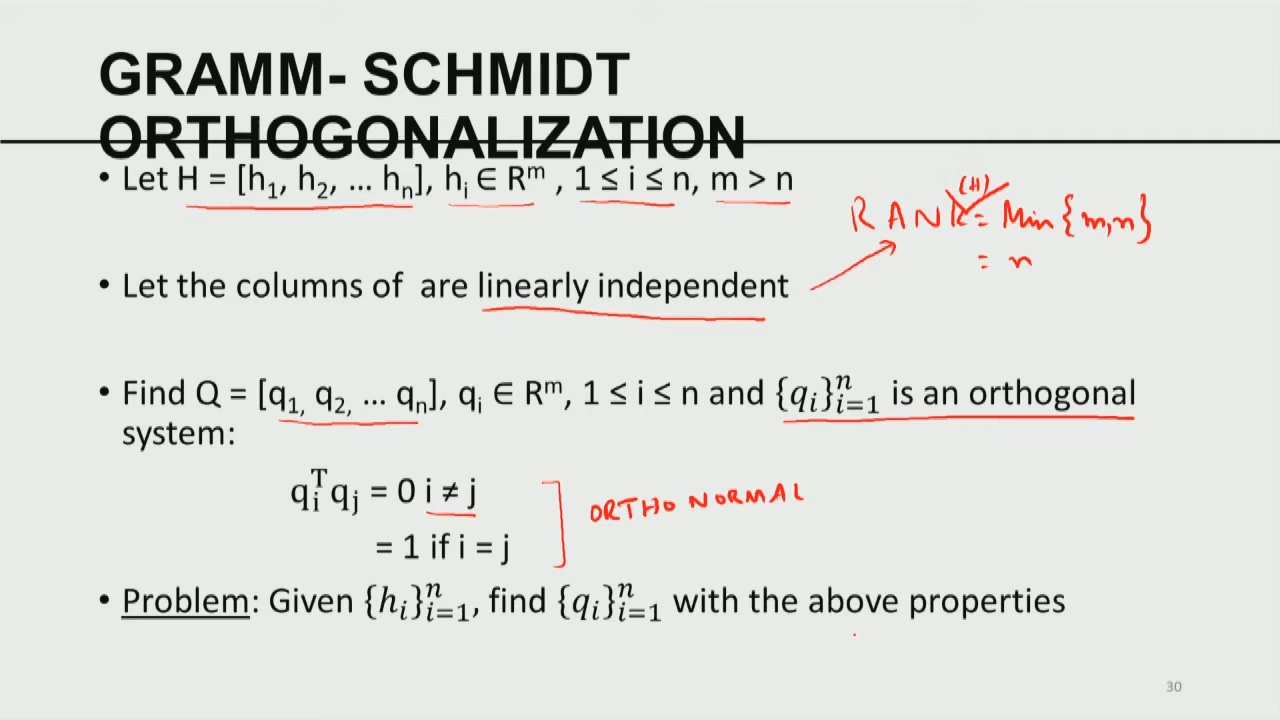 GRAMM- SCHMIDT
ORTHOGONALIZATION
• Let H = [h₁, h₂, … hₙ], hᵢ ∈ Rᵐ , 1 ≤ i ≤ n, m > n
RANK(H) = Min {m,n}
= n
• Let the columns of are linearly independent
• Find Q = [q₁, q₂, … qₙ], qᵢ ∈ Rᵐ, 1 ≤ i ≤ n and {qᵢ}ⁿᵢ₌₁ is an orthogonal
system:
qᵢᵀqⱼ = 0 i ≠ j
ORTHONORMAL
= 1 if i = j
• Problem: Given {hᵢ}ⁿᵢ₌₁, find {qᵢ}ⁿᵢ₌₁ with the above properties
30